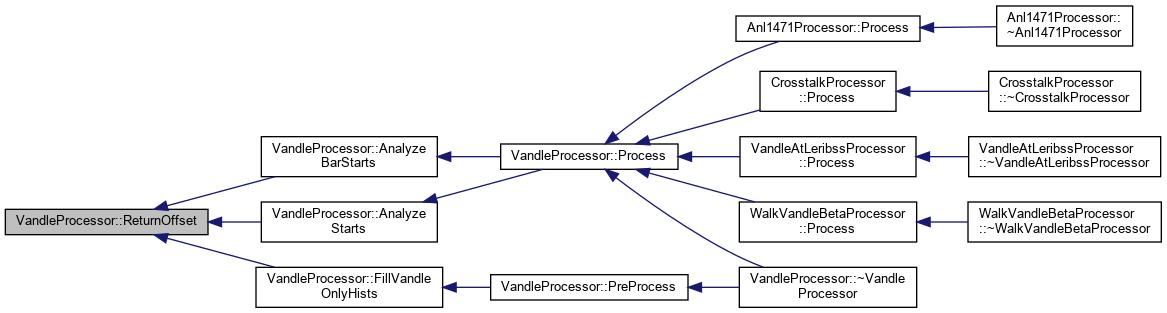 VandleProcessor::ReturnOffset
VandleProcessor::Analyze
BarStarts
VandleProcessor::Analyze
Starts
VandleProcessor::FillVandle
OnlyHists
VandleProcessor::Process
VandleProcessor::PreProcess
Anl1471Processor::Process
Anl1471Processor::
~Anl1471Processor
CrosstalkProcessor
::Process
CrosstalkProcessor
::~CrosstalkProcessor
VandleAtLeribssProcessor
::Process
VandleAtLeribssProcessor
::~VandleAtLeribssProcessor
WalkVandleBetaProcessor
::Process
WalkVandleBetaProcessor
::~WalkVandleBetaProcessor
VandleProcessor::~Vandle
Processor